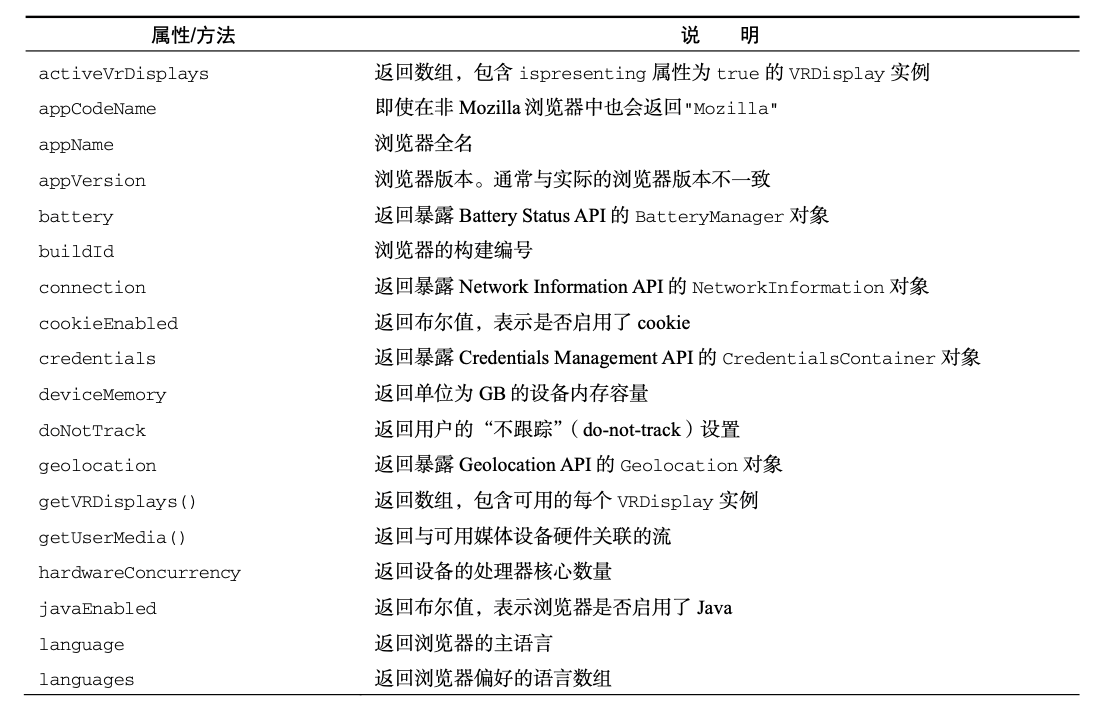 属性/方法 说 明
activeVrDisplays 返回数组，包含 ispresenting 属性为 true 的 VRDisplay 实例
appCodeName 即使在非 Mozilla 浏览器中也会返回"Mozilla"
appName 浏览器全名
appVersion 浏览器版本。通常与实际的浏览器版本不一致
battery 返回暴露 Battery Status API 的 BatteryManager 对象
buildId 浏览器的构建编号
connection 返回暴露 Network Information API 的 NetworkInformation 对象
cookieEnabled 返回布尔值，表示是否启用了 cookie
credentials 返回暴露 Credentials Management API 的 CredentialsContainer 对象
deviceMemory 返回单位为 GB 的设备内存容量
doNotTrack 返回用户的“不跟踪”（do-not-track）设置
geolocation 返回暴露 Geolocation API 的 Geolocation 对象
getVRDisplays() 返回数组，包含可用的每个 VRDisplay 实例
getUserMedia() 返回与可用媒体设备硬件关联的流
hardwareConcurrency 返回设备的处理器核心数量
javaEnabled 返回布尔值，表示浏览器是否启用了 Java
language 返回浏览器的主语言
languages 返回浏览器偏好的语言数组